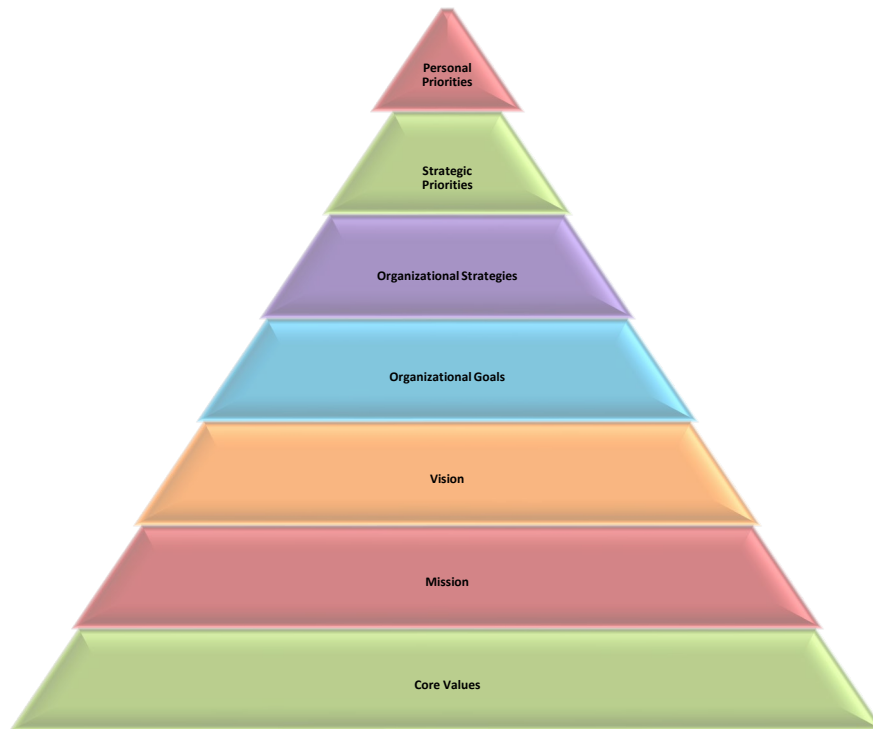 Personal
Priorities
Strategic
Priorities
Organizational Strategies
Organizational Goals
Vision
Mission
Core Values